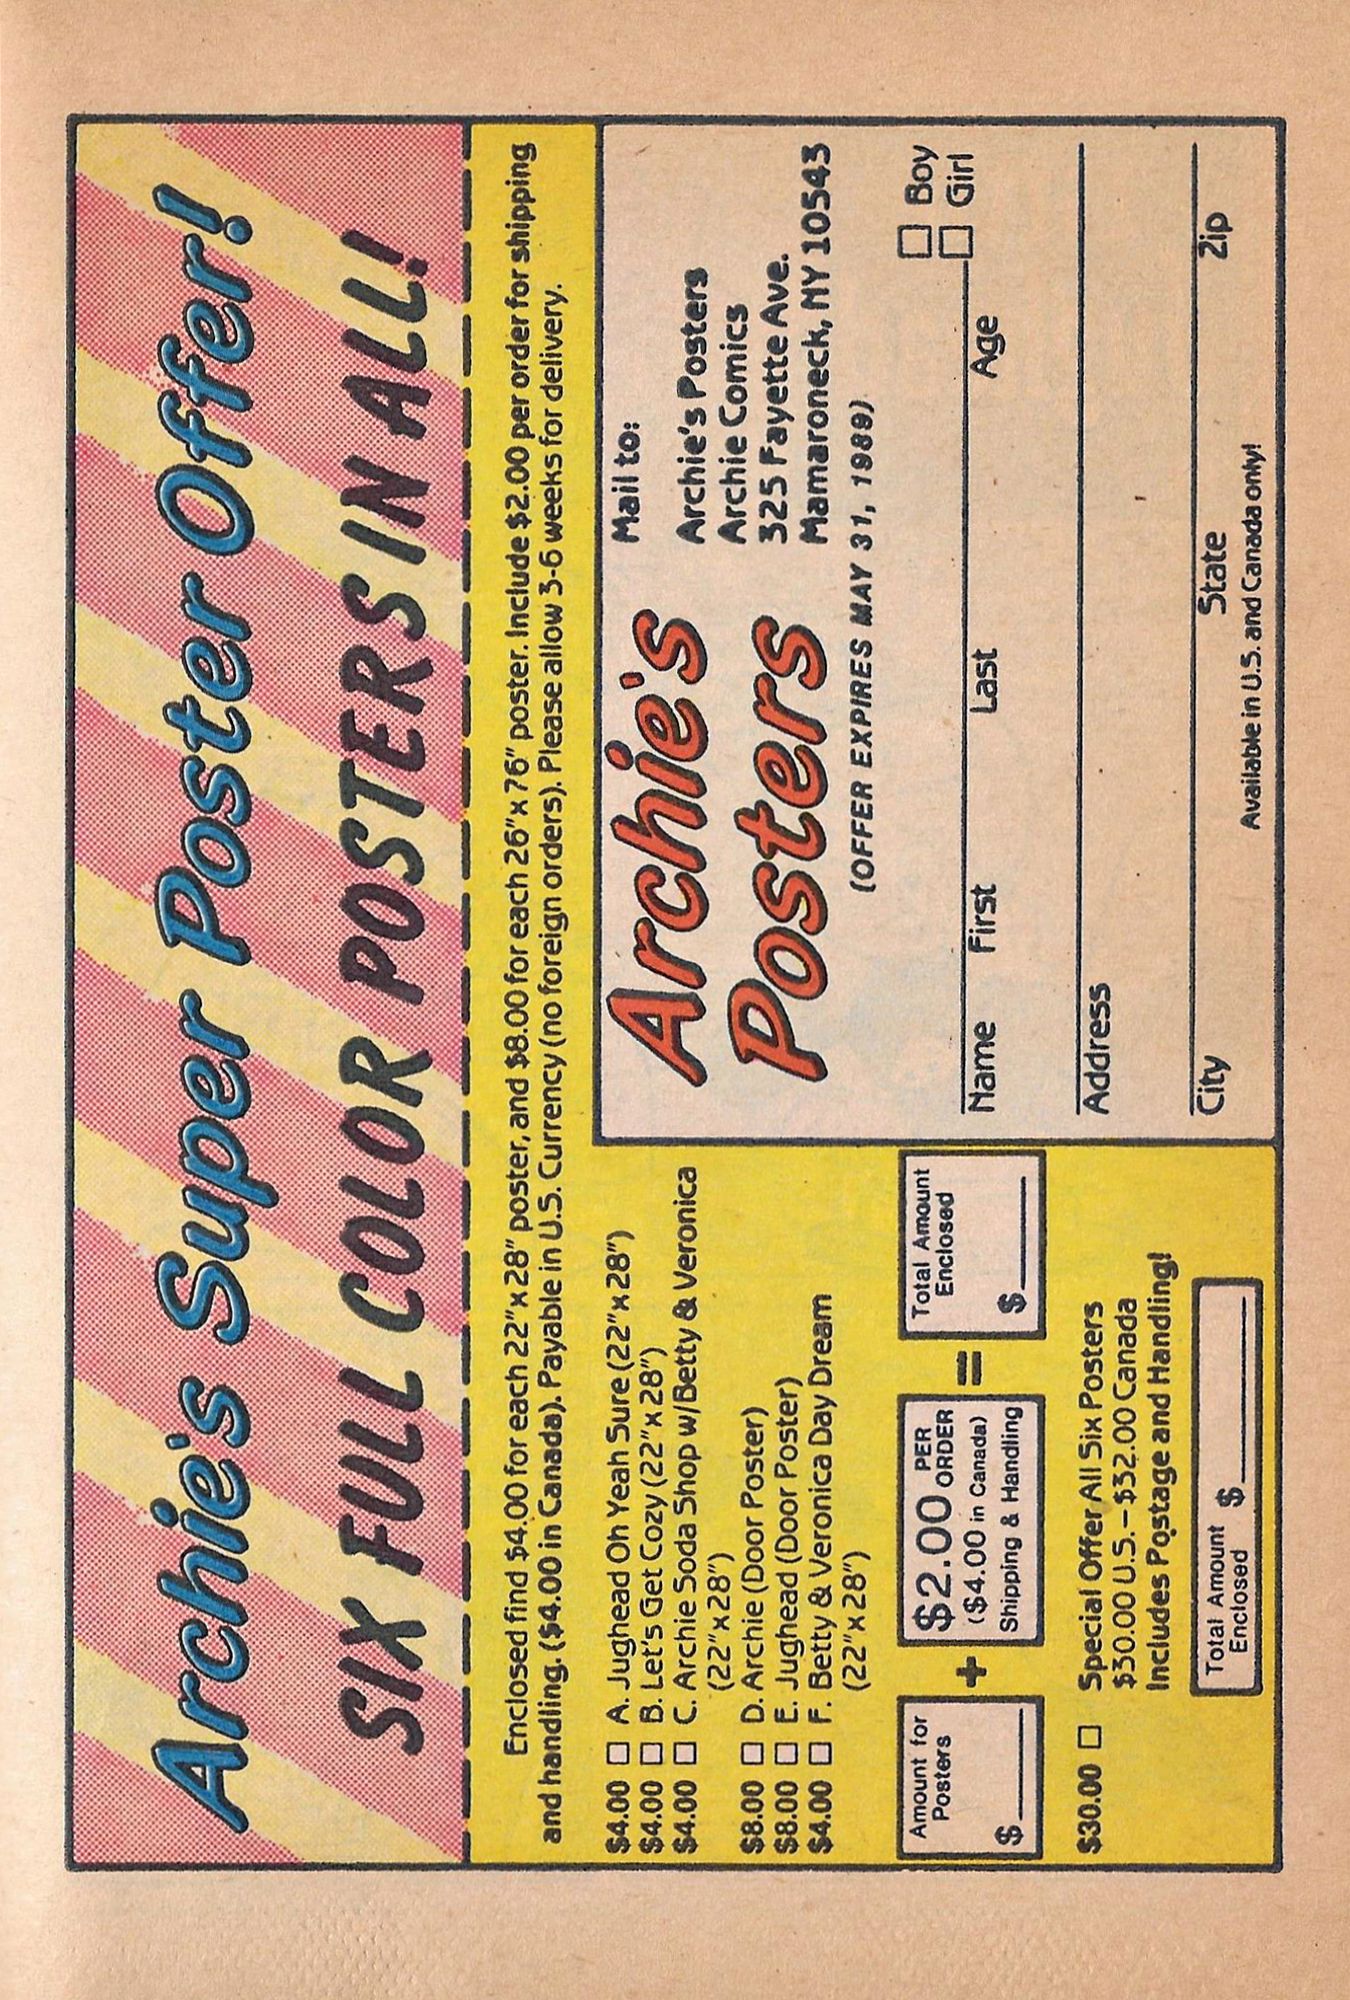 Archie's Super Poster Offer!
SIX FULL COLOR POSTERS IN ALL!
Enclosed find $4.00 for each 22"x 28" poster, and $8.00 for each 26"x 76" poster. Include $2.00 per order for shipping
and handling. ($4.00 in Canada). Payable in U.S. Currency (no foreign orders). Please allow 3-6 weeks for delivery.
$4.00 □ A. Jughead Oh Yeah Sure (22"x 28")
$4.00 □ B. Let's Get Cozy (22"x 28")
$4.00 □ C. Archie Soda Shop w/Betty & Veronica
(22"x 28")
$8.00 □ D. Archie (Door Poster)
$8.00 □ E. Jughead (Door Poster)
$4.00 □ F. Betty & Veronica Day Dream
(22"x 28")
Amount for
Posters
$
+
$2.00 PER
ORDER
($4.00 in Canada)
Shipping & Handling
=
Total Amount
Enclosed
$
$30.00 □ Special Offer All Six Posters
$30.00 U.S. – $32.00 Canada
Includes Postage and Handling!
Total Amount
Enclosed $
Archie's
Posters
Mail to:
Archie's Posters
Archie Comics
325 Fayette Ave.
Mamaroneck, NY 10543
(OFFER EXPIRES MAY 31, 1989)
□ Boy
□ Girl
Name First Last Age
Address
City State Zip
Available in U.S. and Canada only!